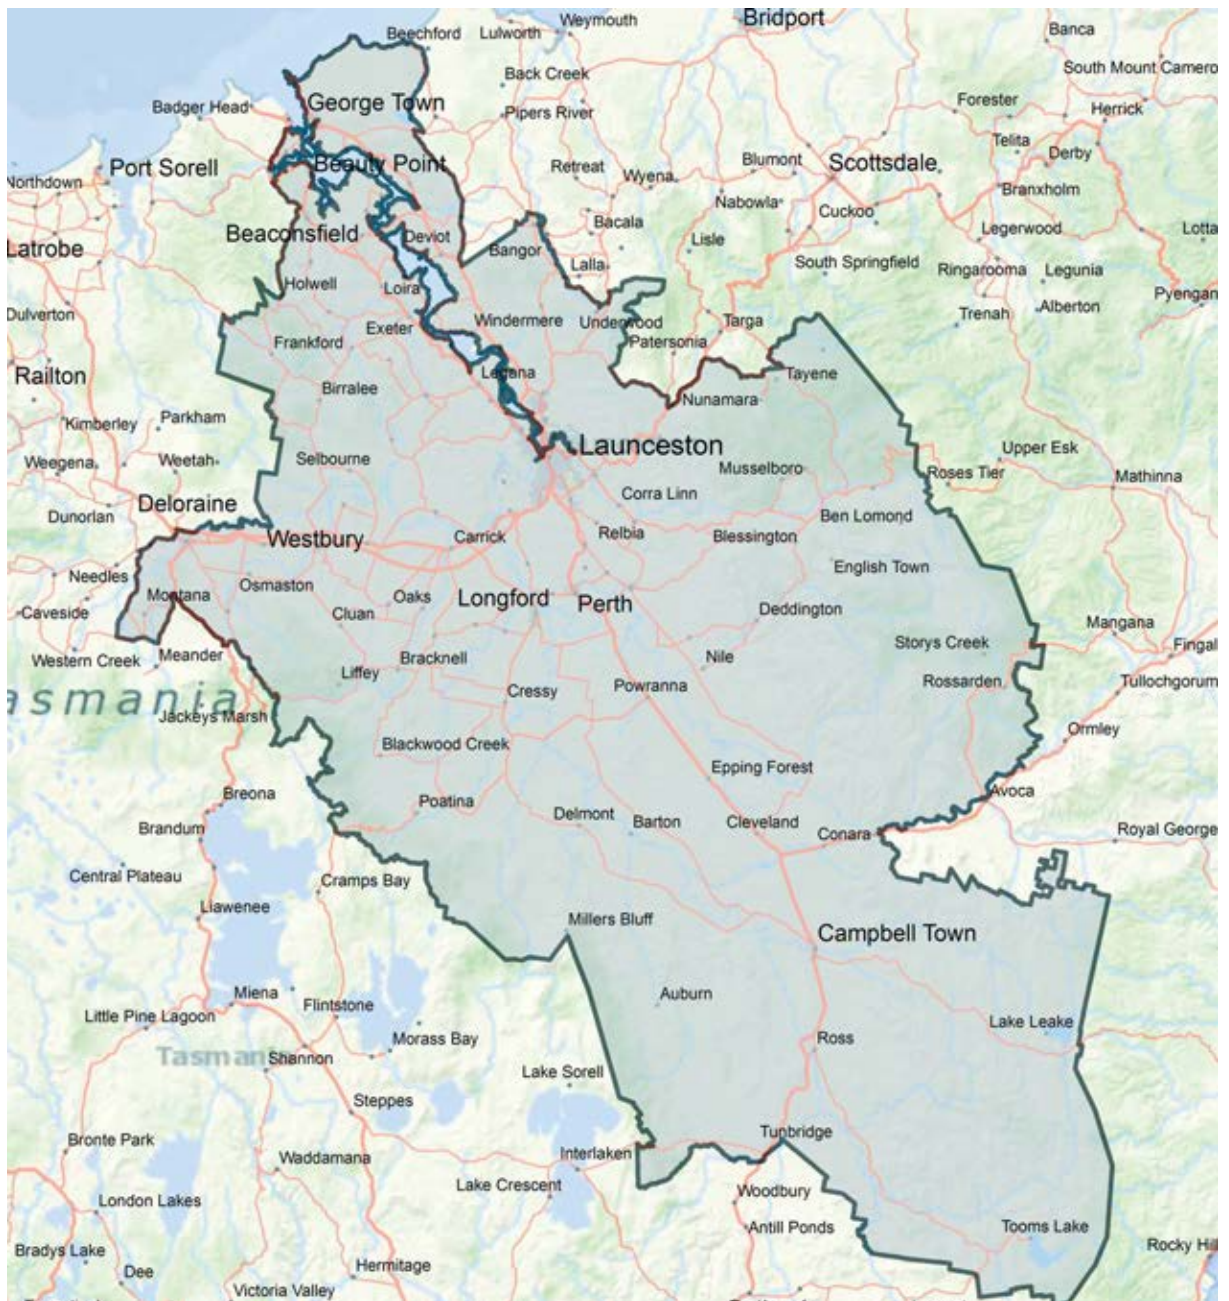 Weymouth
Bridport
Beechford
Lulworth
Banca
South Mount Camero
Back Creek
George Town
Badger Head
Pipers River
Forester
Herrick
Telita
Derby
Port Sorell
Beauty Point
Retreat
Blumont
Scottsdale
Northdown
Wyena
Branxholm
Nabowla
Cuckoo
Bacala
Beaconsfield
Deviot
Bangor
Lisle
Legerwood
Lotta
Latrobe
Lalla
South Springfield
Ringarooma
Legunia
Holwell
Loira
Pyengan
Dulverton
Trenah
Alberton
Exeter
Windermere
Underwood
Targa
Frankford
Patersonia
Railton
Legana
Tayene
Birralee
Nunamara
Kimberley
Parkham
Launceston
Upper Esk
Weegena
Weetah
Selbourne
Musselboro
Roses Tier
Mathinna
Corra Linn
Deloraine
Dunorlan
Ben Lomond
Westbury
Carrick
Relbia
Blessington
English Town
Needles
Osmaston
Montana
Oaks
Longford
Perth
Caveside
Cluan
Deddington
Mangana
Storys Creek
Fingal
Western Creek
Meander
Bracknell
Nile
Liffey
Rossarden
Tullochgorum
Cressy
Powranna
asmania
Jackeys Marsh
Ormley
Blackwood Creek
Epping Forest
Breona
Poatina
Avoca
Delmont
Barton
Cleveland
Brandum
Conara
Royal George
Central Plateau
Cramps Bay
Liawenee
Millers Bluff
Campbell Town
Miena
Auburn
Flintstone
Little Pine Lagoon
Lake Leake
Morass Bay
Ross
Tasmania
Shannon
Lake Sorell
Steppes
Tunbridge
Bronte Park
Interlaken
Waddamana
Lake Crescent
Woodbury
London Lakes
Antill Ponds
Tooms Lake
Bradys Lake
Rocky Hill
Dee
Hermitage
Victoria Valley